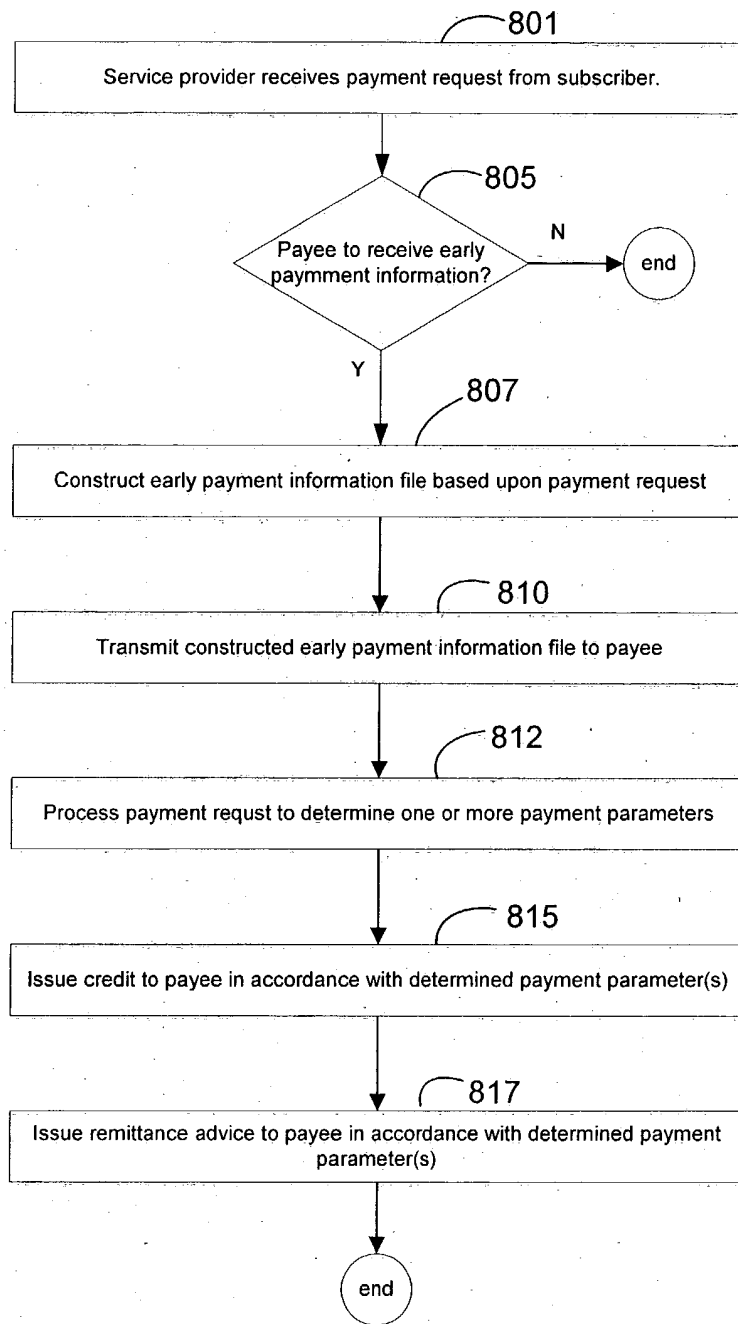 801
Service provider receives payment request from subscriber.
805
Payee to receive early
paymment information?
N
end
Y
807
Construct early payment information file based upon payment request
810
Transmit constructed early payment information file to payee
812
Process payment requst to determine one or more payment parameters
815
Issue credit to payee in accordance with determined payment parameter(s)
817
Issue remittance advice to payee in accordance with determined payment
parameter(s)
end